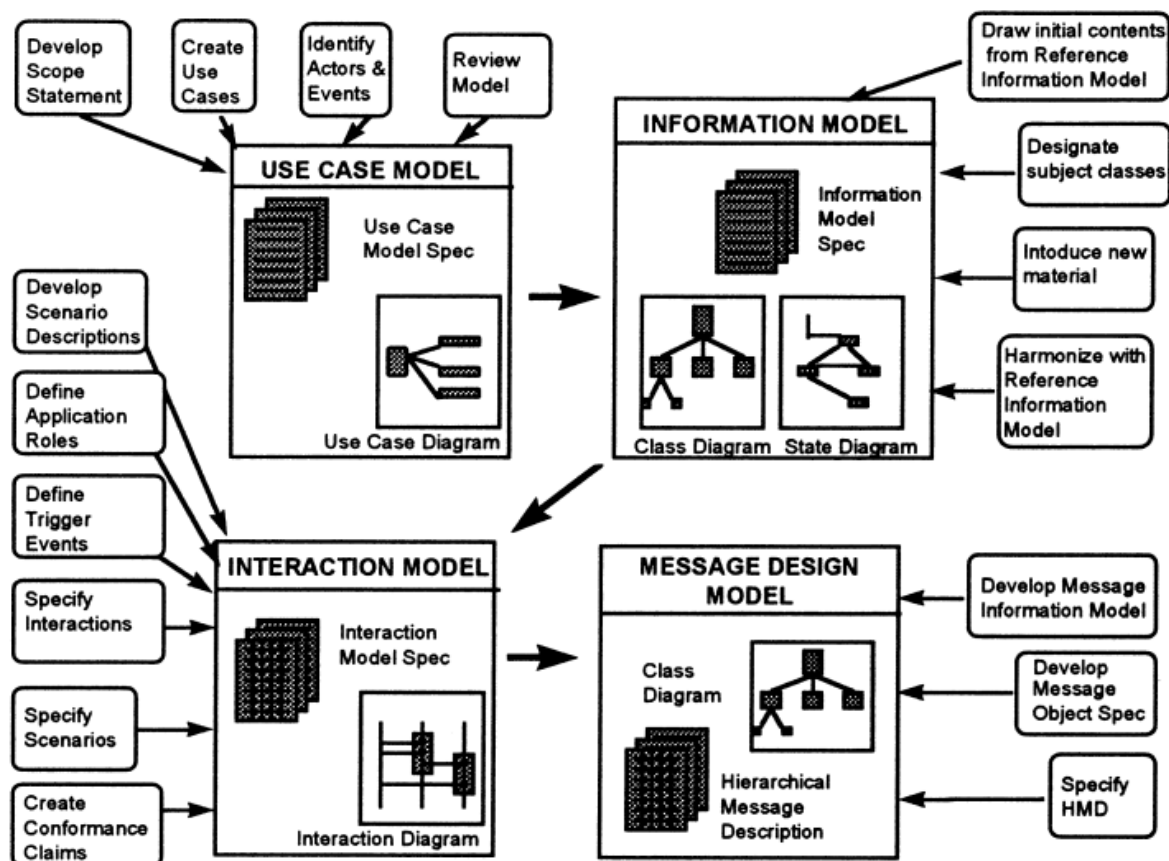 Develop
Scope
Statement
Create
Use
Cases
Identify
Actors &
Events
Review
Model
Draw initial contents
from Reference
Information Model
USE CASE MODEL
Use Case
Model Spec
Use Case Diagram
INFORMATION MODEL
Information
Model
Spec
Class Diagram
State Diagram
Designate
subject classes
Intoduce new
material
Harmonize with
Reference
Information
Model
Develop
Scenario
Descriptions
Define
Application
Roles
Define
Trigger
Events
Specify
Interactions
Specify
Scenarios
Create
Conformance
Claims
INTERACTION MODEL
Interaction
Model Spec
Interaction Diagram
MESSAGE DESIGN
MODEL
Class
Diagram
Hierarchical
Message
Description
Develop Message
Information Model
Develop
Message
Object Spec
Specify
HMD